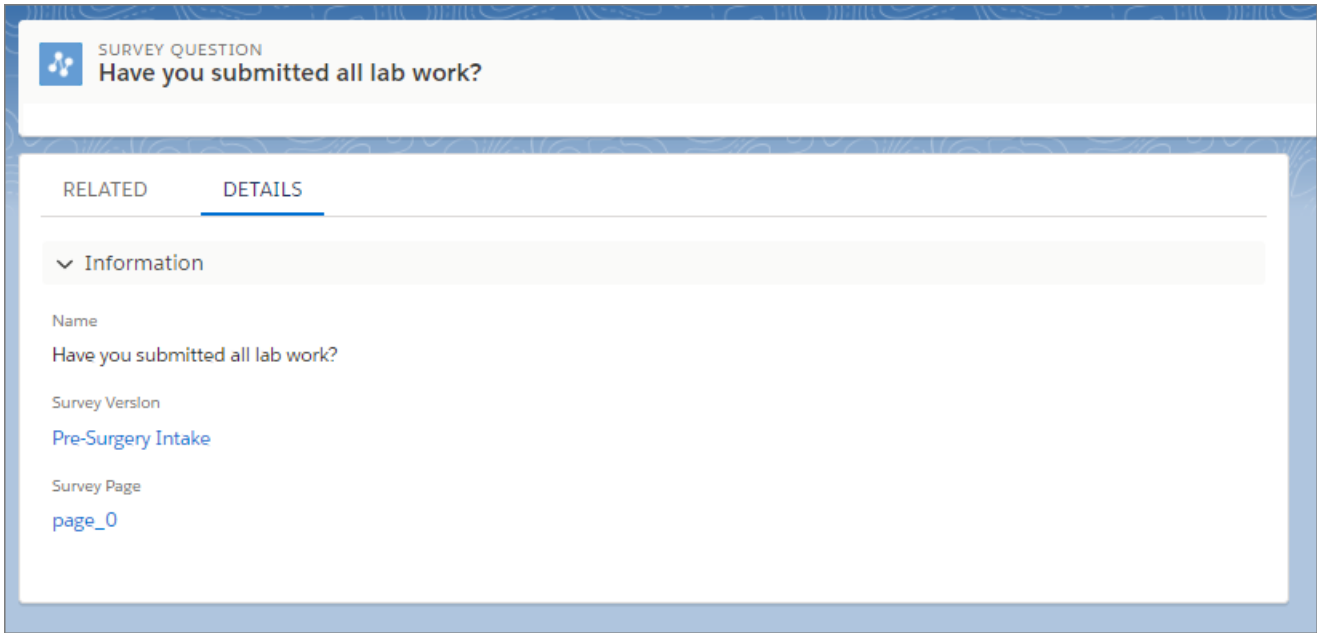 SURVEY QUESTION
Have you submitted all lab work?
RELATED DETAILS
Information
Name
Have you submitted all lab work?
Survey Version
Pre-Surgery Intake
Survey Page
page_0